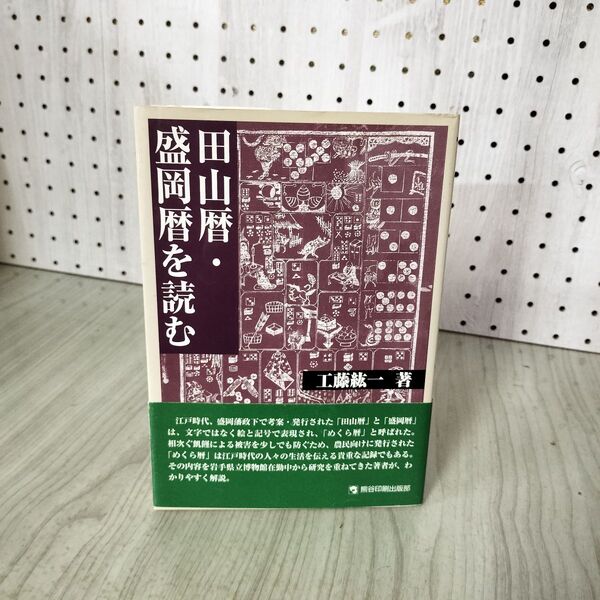 田山暦・
盛岡暦を読む
工藤紘一 著
江戸時代、盛岡藩政下で考案・発行された「田山暦」と「盛岡暦」
は、文字ではなく絵と記号で表現され、「めくら暦」と呼ばれた。
相次ぐ飢饉による被害を少しでも防ぐため、農民向けに発行された
「めくら暦」は江戸時代の人々の生活を伝える貴重な記録でもある。
その内容を岩手県立博物館在勤中から研究を重ねてきた著者が、わ
かりやすく解説。
熊谷印刷出版部